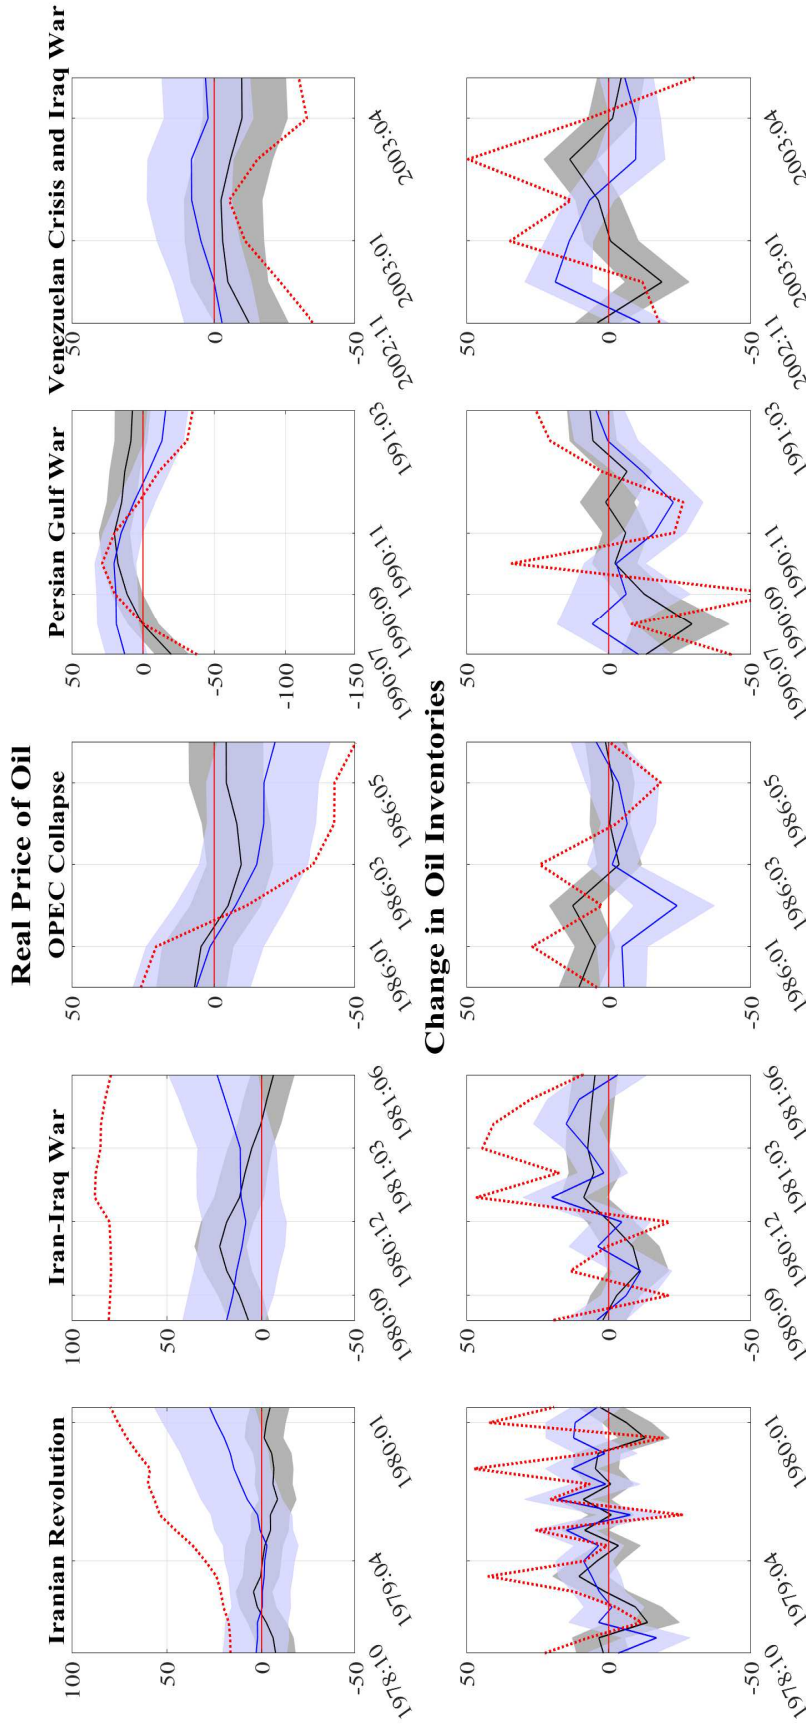 Real Price of Oil
Iranian Revolution
100
50
0
-50
1978:10 1979:04 1980:01
Iran-Iraq War
100
50
0
-50
1980:09 1980:12 1981:03 1981:06
OPEC Collapse
50
0
-50
1986:01 1986:03 1986:05
Persian Gulf War
50
0
-50
-100
-150
1990:07 1990:09 1990:11 1991:03
Venezuelan Crisis and Iraq War
50
0
-50
2002:11 2003:01 2003:04
Change in Oil Inventories
50
0
-50
1978:10 1979:04 1980:01
50
0
-50
1980:09 1980:12 1981:03 1981:06
50
0
-50
1986:01 1986:03 1986:05
50
0
-50
1990:07 1990:09 1990:11 1991:03
50
0
-50
2002:11 2003:01 2003:04